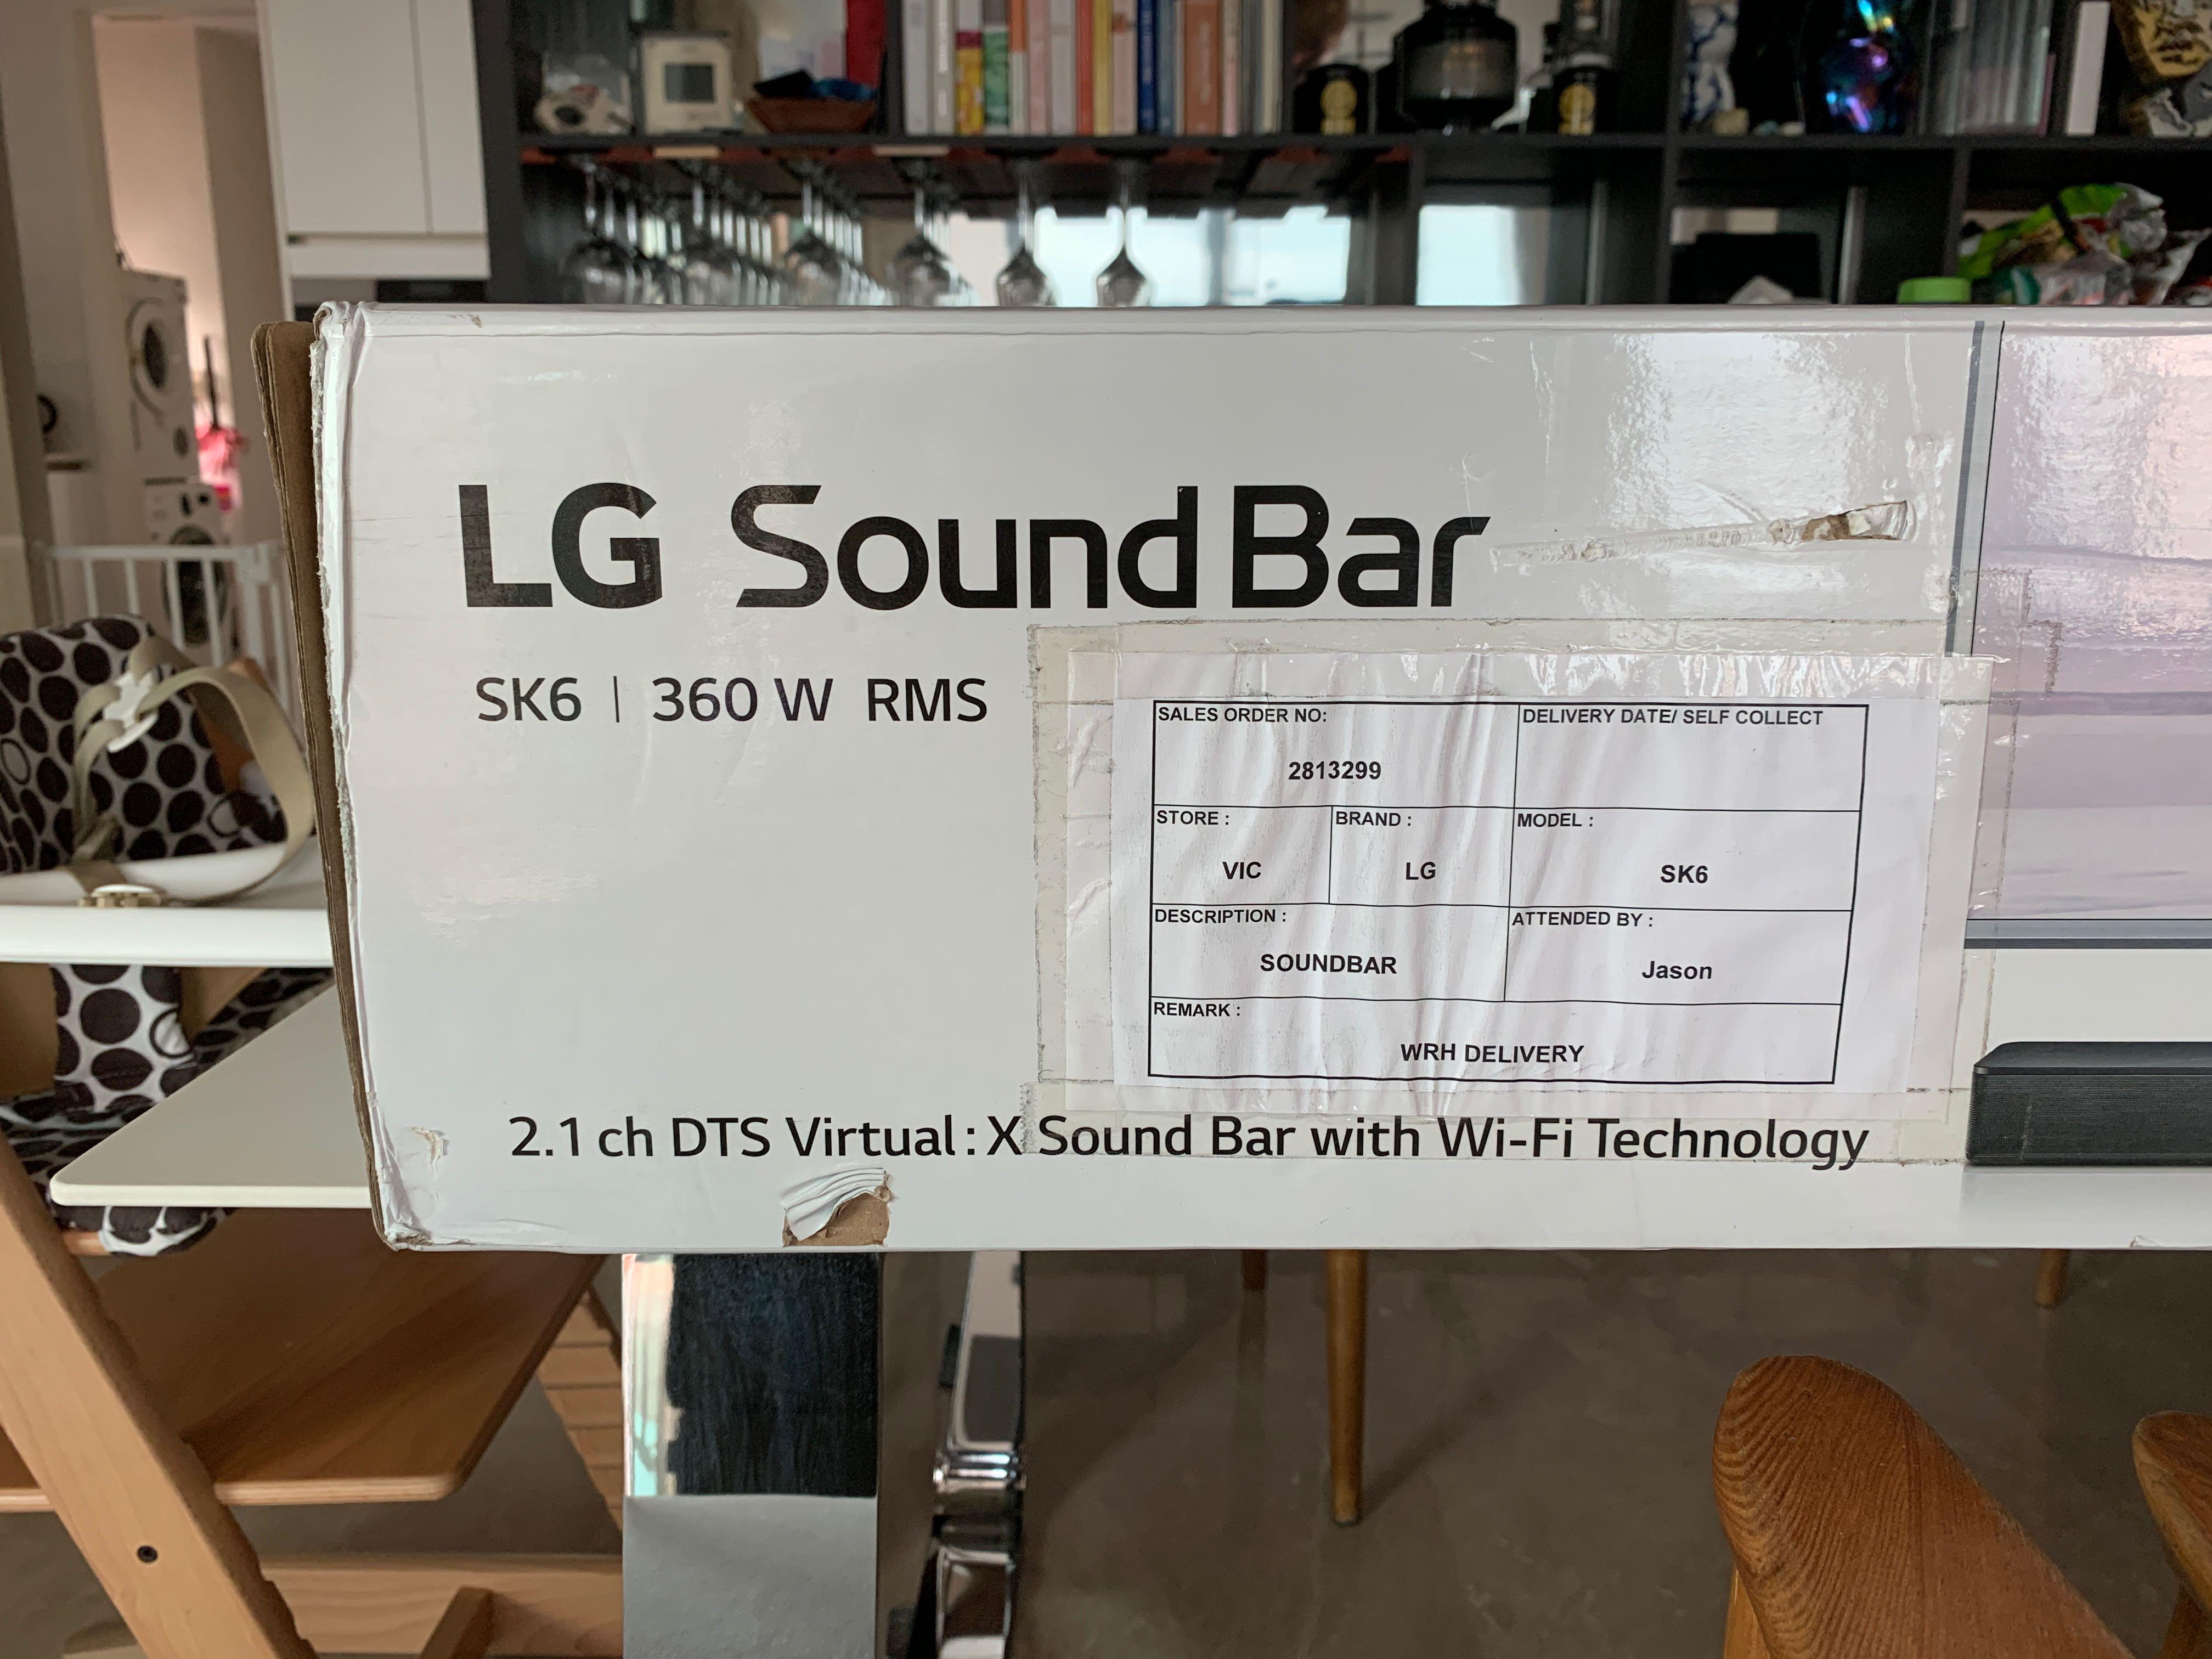 LG Sound Bar
SK6 | 360 W RMS
SALES ORDER NO:
2813299
DELIVERY DATE/ SELF COLLECT
STORE :
VIC
BRAND :
LG
MODEL :
SK6
DESCRIPTION :
SOUNDBAR
ATTENDED BY :
Jason
REMARK :
WRH DELIVERY
2.1 ch DTS Virtual:X Sound Bar with Wi-Fi Technology